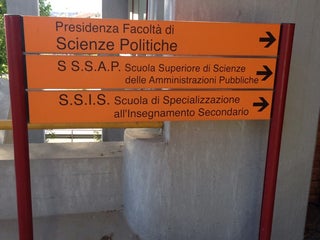 Presidenza Facoltà di
Scienze Politiche
S S.S.A.P. Scuola Superiore di Scienze
delle Amministrazioni Pubbliche
S.S.I.S. Scuola di Specializzazione
all'Insegnamento Secondario